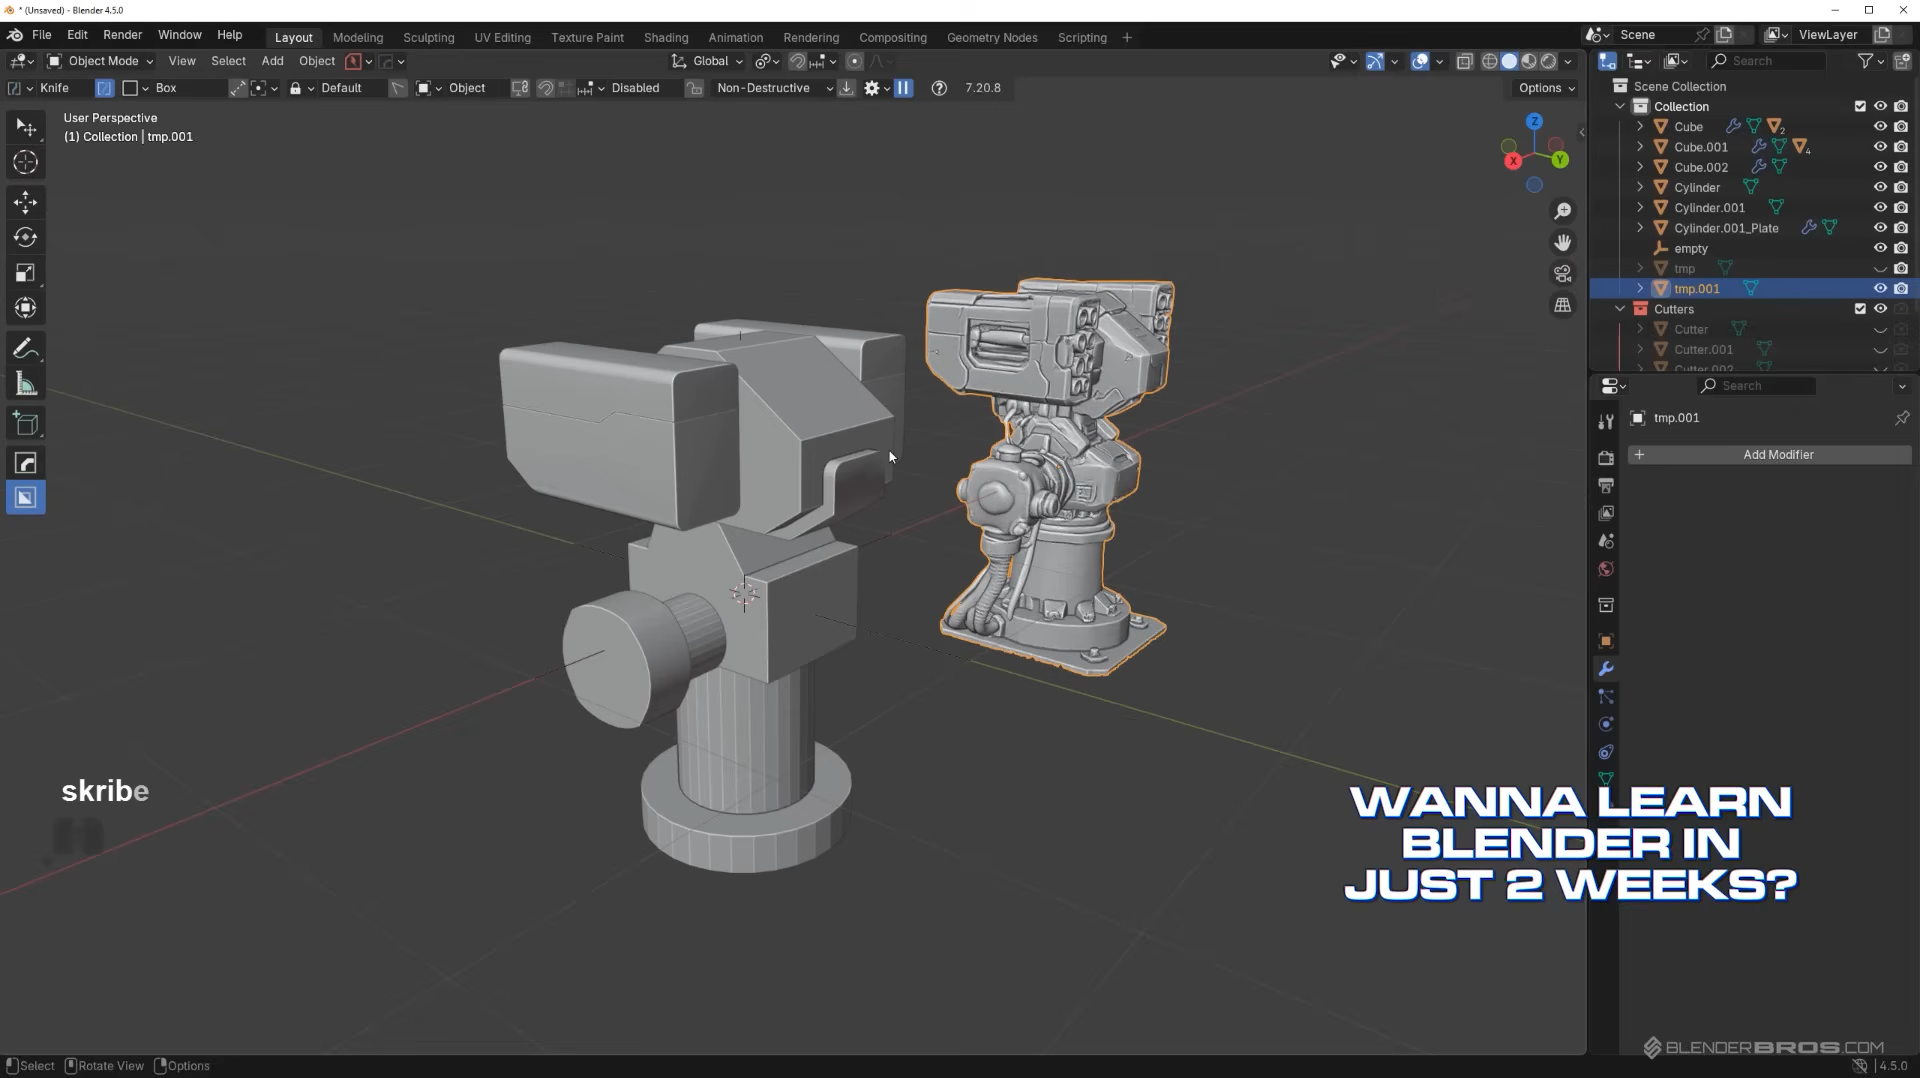 * (Unsaved) - Blender 4.5.0
File Edit Render Window Help
Layout Modeling Sculpting UV Editing Texture Paint Shading Animation Rendering Compositing Geometry Nodes Scripting +
Scene
ViewLayer
Object Mode View Select Add Object
Global
Search
Knife Box Default Object Disabled Non-Destructive 7.20.8
Options
User Perspective
(1) Collection | tmp.001
Z
X
Y
Scene Collection
Collection
Cube 2
Cube.001 4
Cube.002
Cylinder
Cylinder.001
Cylinder.001_Plate
empty
tmp
tmp.001
Cutters
Cutter
Cutter.001
Cutter.002
Search
tmp.001
+ Add Modifier
skribe
WANNA LEARN
BLENDER IN
JUST 2 WEEKS?
BLENDERBROS.COM
Select Rotate View Options
4.5.0